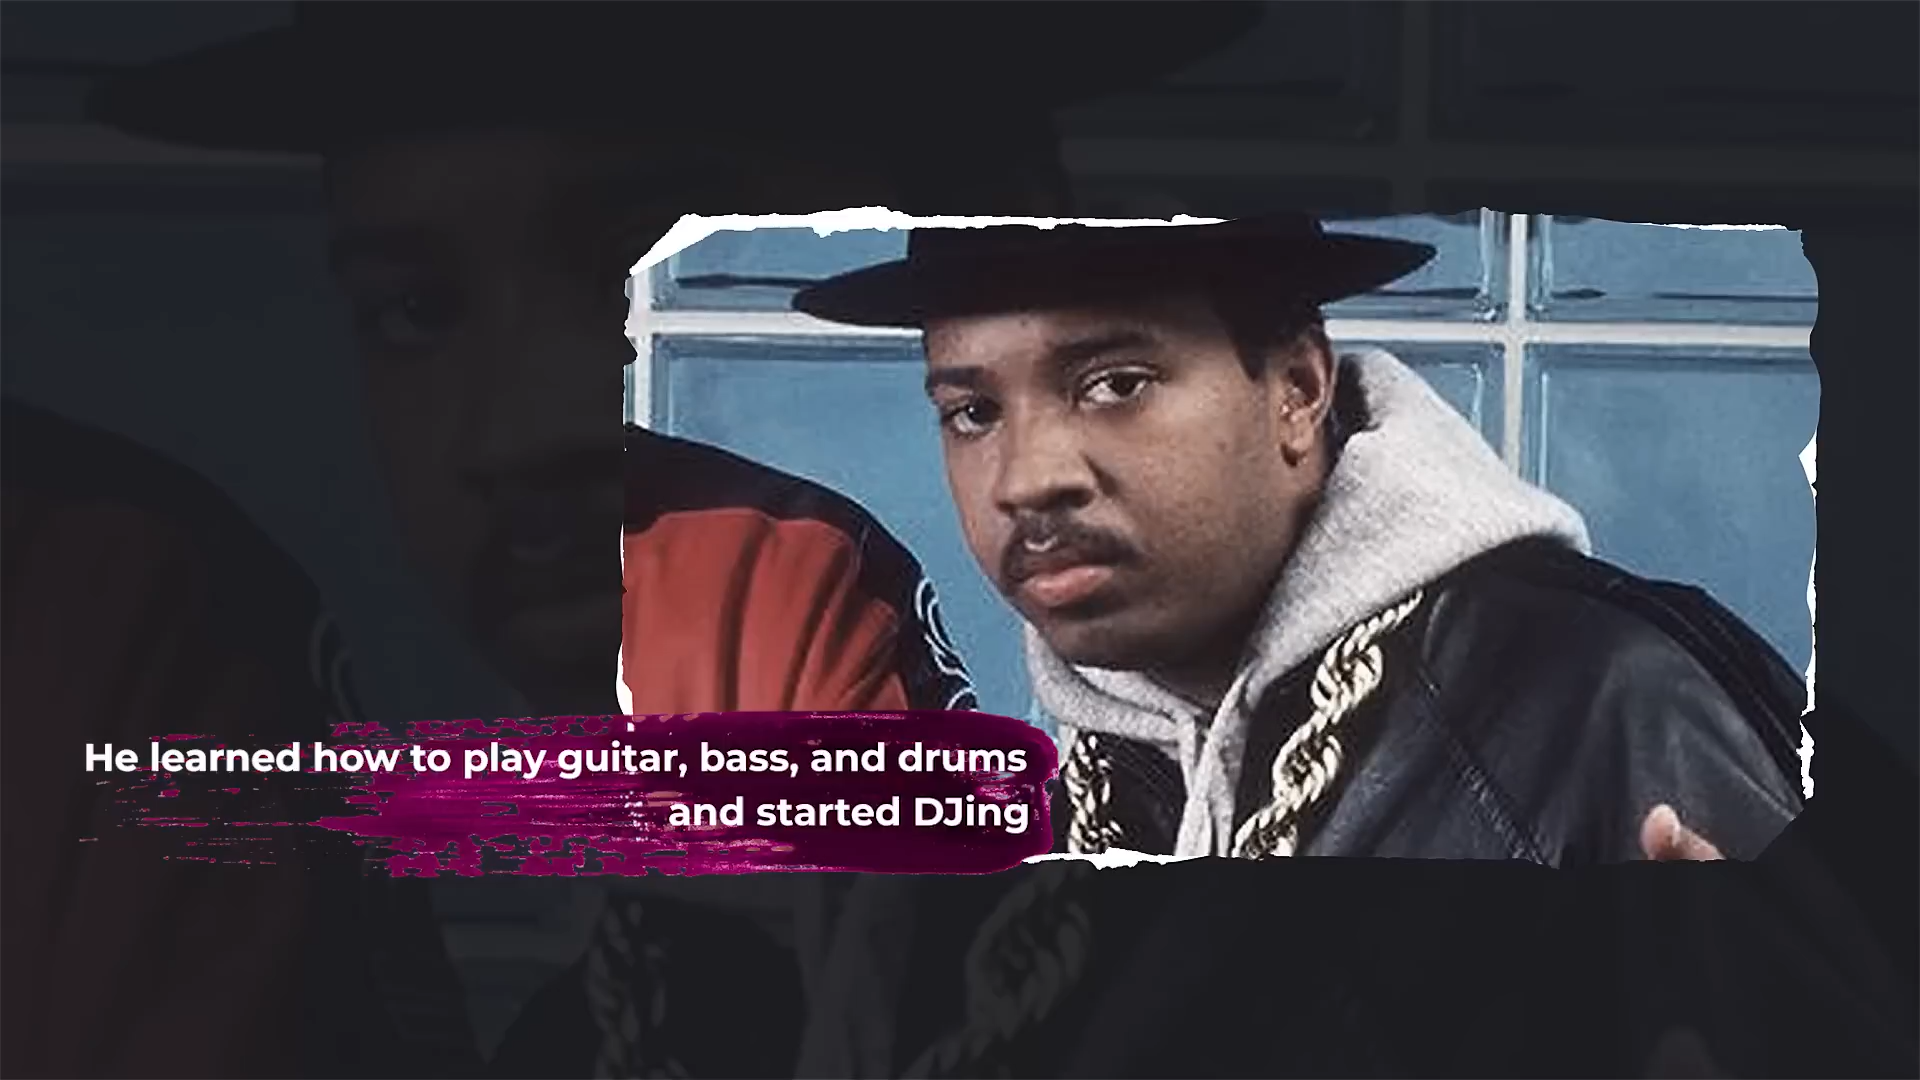 He learned how to play guitar, bass, and drums
and started DJing